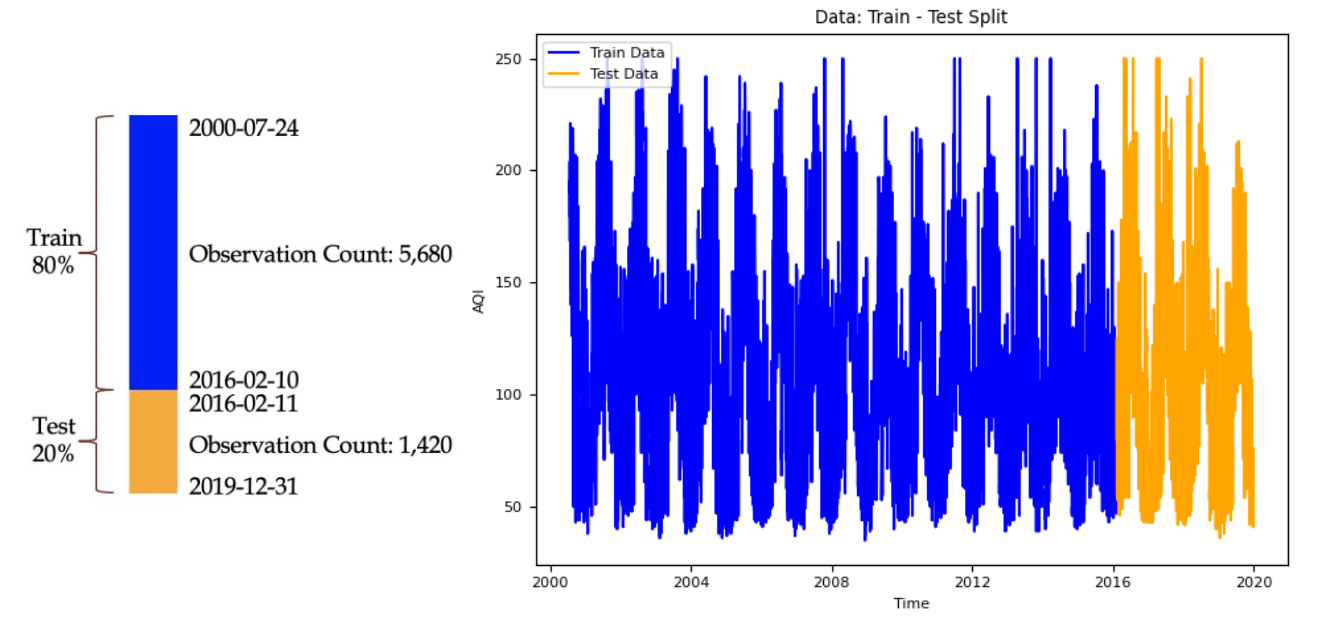 Train
80%
Test
20%
2000-07-24
Observation Count: 5,680
2016-02-10
2016-02-11
Observation Count: 1,420
2019-12-31
Data: Train - Test Split
Train Data
Test Data
AQI
250
200
150
100
50
2000 2004 2008 2012 2016 2020
Time